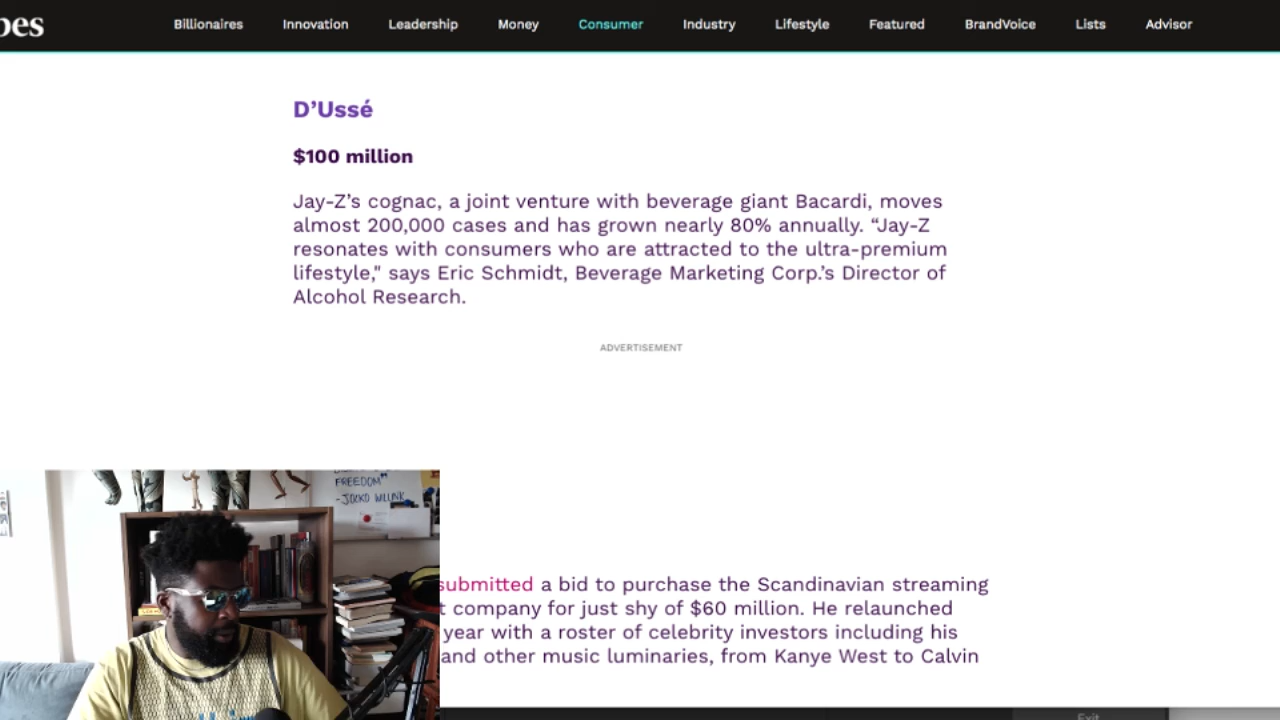 bes
Billionaires Innovation Leadership Money Consumer Industry Lifestyle Featured BrandVoice Lists Advisor
D’Ussé
$100 million
Jay-Z’s cognac, a joint venture with beverage giant Bacardi, moves
almost 200,000 cases and has grown nearly 80% annually. “Jay-Z
resonates with consumers who are attracted to the ultra-premium
lifestyle," says Eric Schmidt, Beverage Marketing Corp.’s Director of
Alcohol Research.
ADVERTISEMENT
FREEDOM"
-JOCKO WILLINK
submitted a bid to purchase the Scandinavian streaming
t company for just shy of $60 million. He relaunched
year with a roster of celebrity investors including his
and other music luminaries, from Kanye West to Calvin
Exit